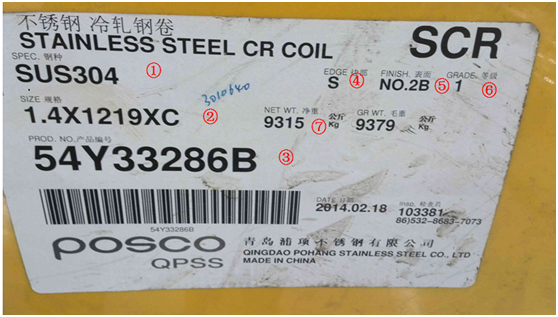 不锈钢 冷轧钢卷
STAINLESS STEEL CR COIL
SCR
SPEC. 钢种
SUS304
①
EDGE 边部
S
④
FINISH. 表面
NO.2B
⑤
GRADE. 等级
1
⑥
SIZE 规格
1.4X1219XC
②
3010640
NET WT. 净重
9315 公斤 Kg
⑦
GR WT. 毛重
9379 公斤 Kg
PROD. NO.产品编号
54Y33286B
③
54Y33286B
DATE 日期
2014.02.18
insp. 检查员
103381
86)532-8683-7073
posco
QPSS
青岛浦项不锈钢有限公司
QINGDAO POHANG STAINLESS STEEL CO., LTD
MADE IN CHINA